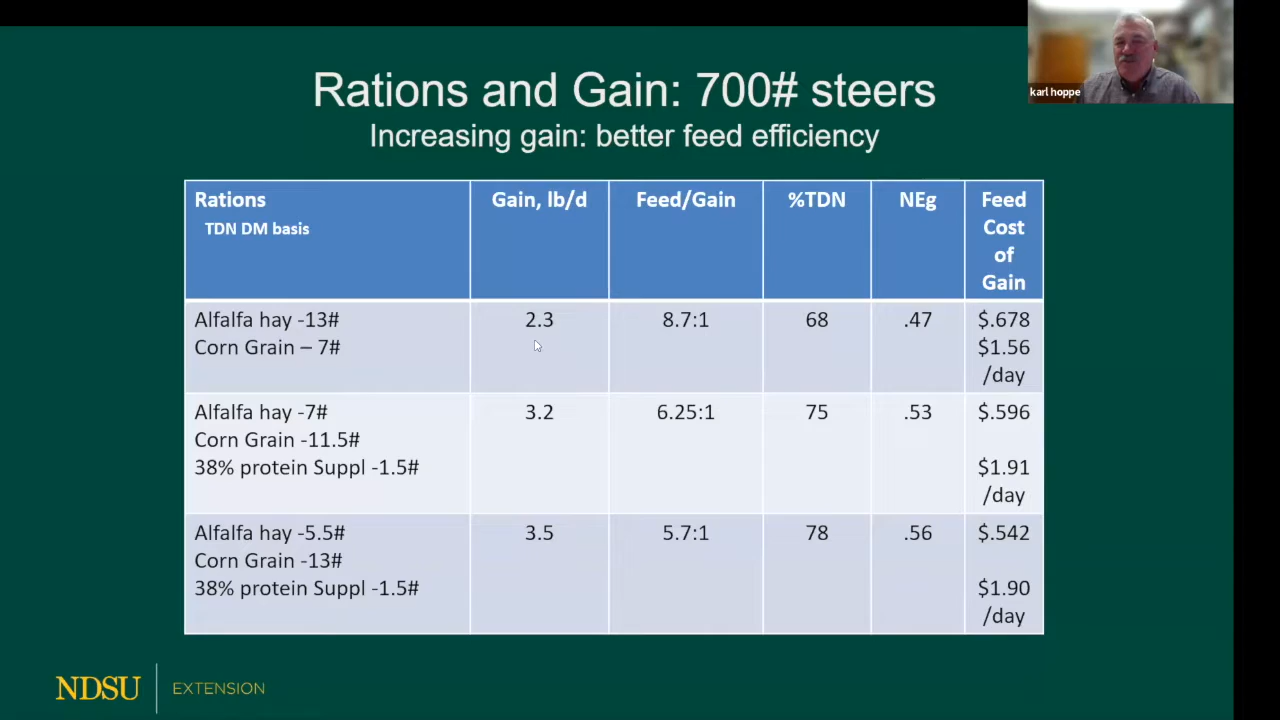 Rations and Gain: 700# steers
Increasing gain: better feed efficiency
karl hoppe
Rations
TDN DM basis
Gain, lb/d
Feed/Gain
%TDN
NEg
Feed
Cost
of
Gain
Alfalfa hay -13#
Corn Grain – 7#
2.3
8.7:1
68
.47
$.678
$1.56
/day
Alfalfa hay -7#
Corn Grain -11.5#
38% protein Suppl -1.5#
3.2
6.25:1
75
.53
$.596
$1.91
/day
Alfalfa hay -5.5#
Corn Grain -13#
38% protein Suppl -1.5#
3.5
5.7:1
78
.56
$.542
$1.90
/day
NDSU
EXTENSION